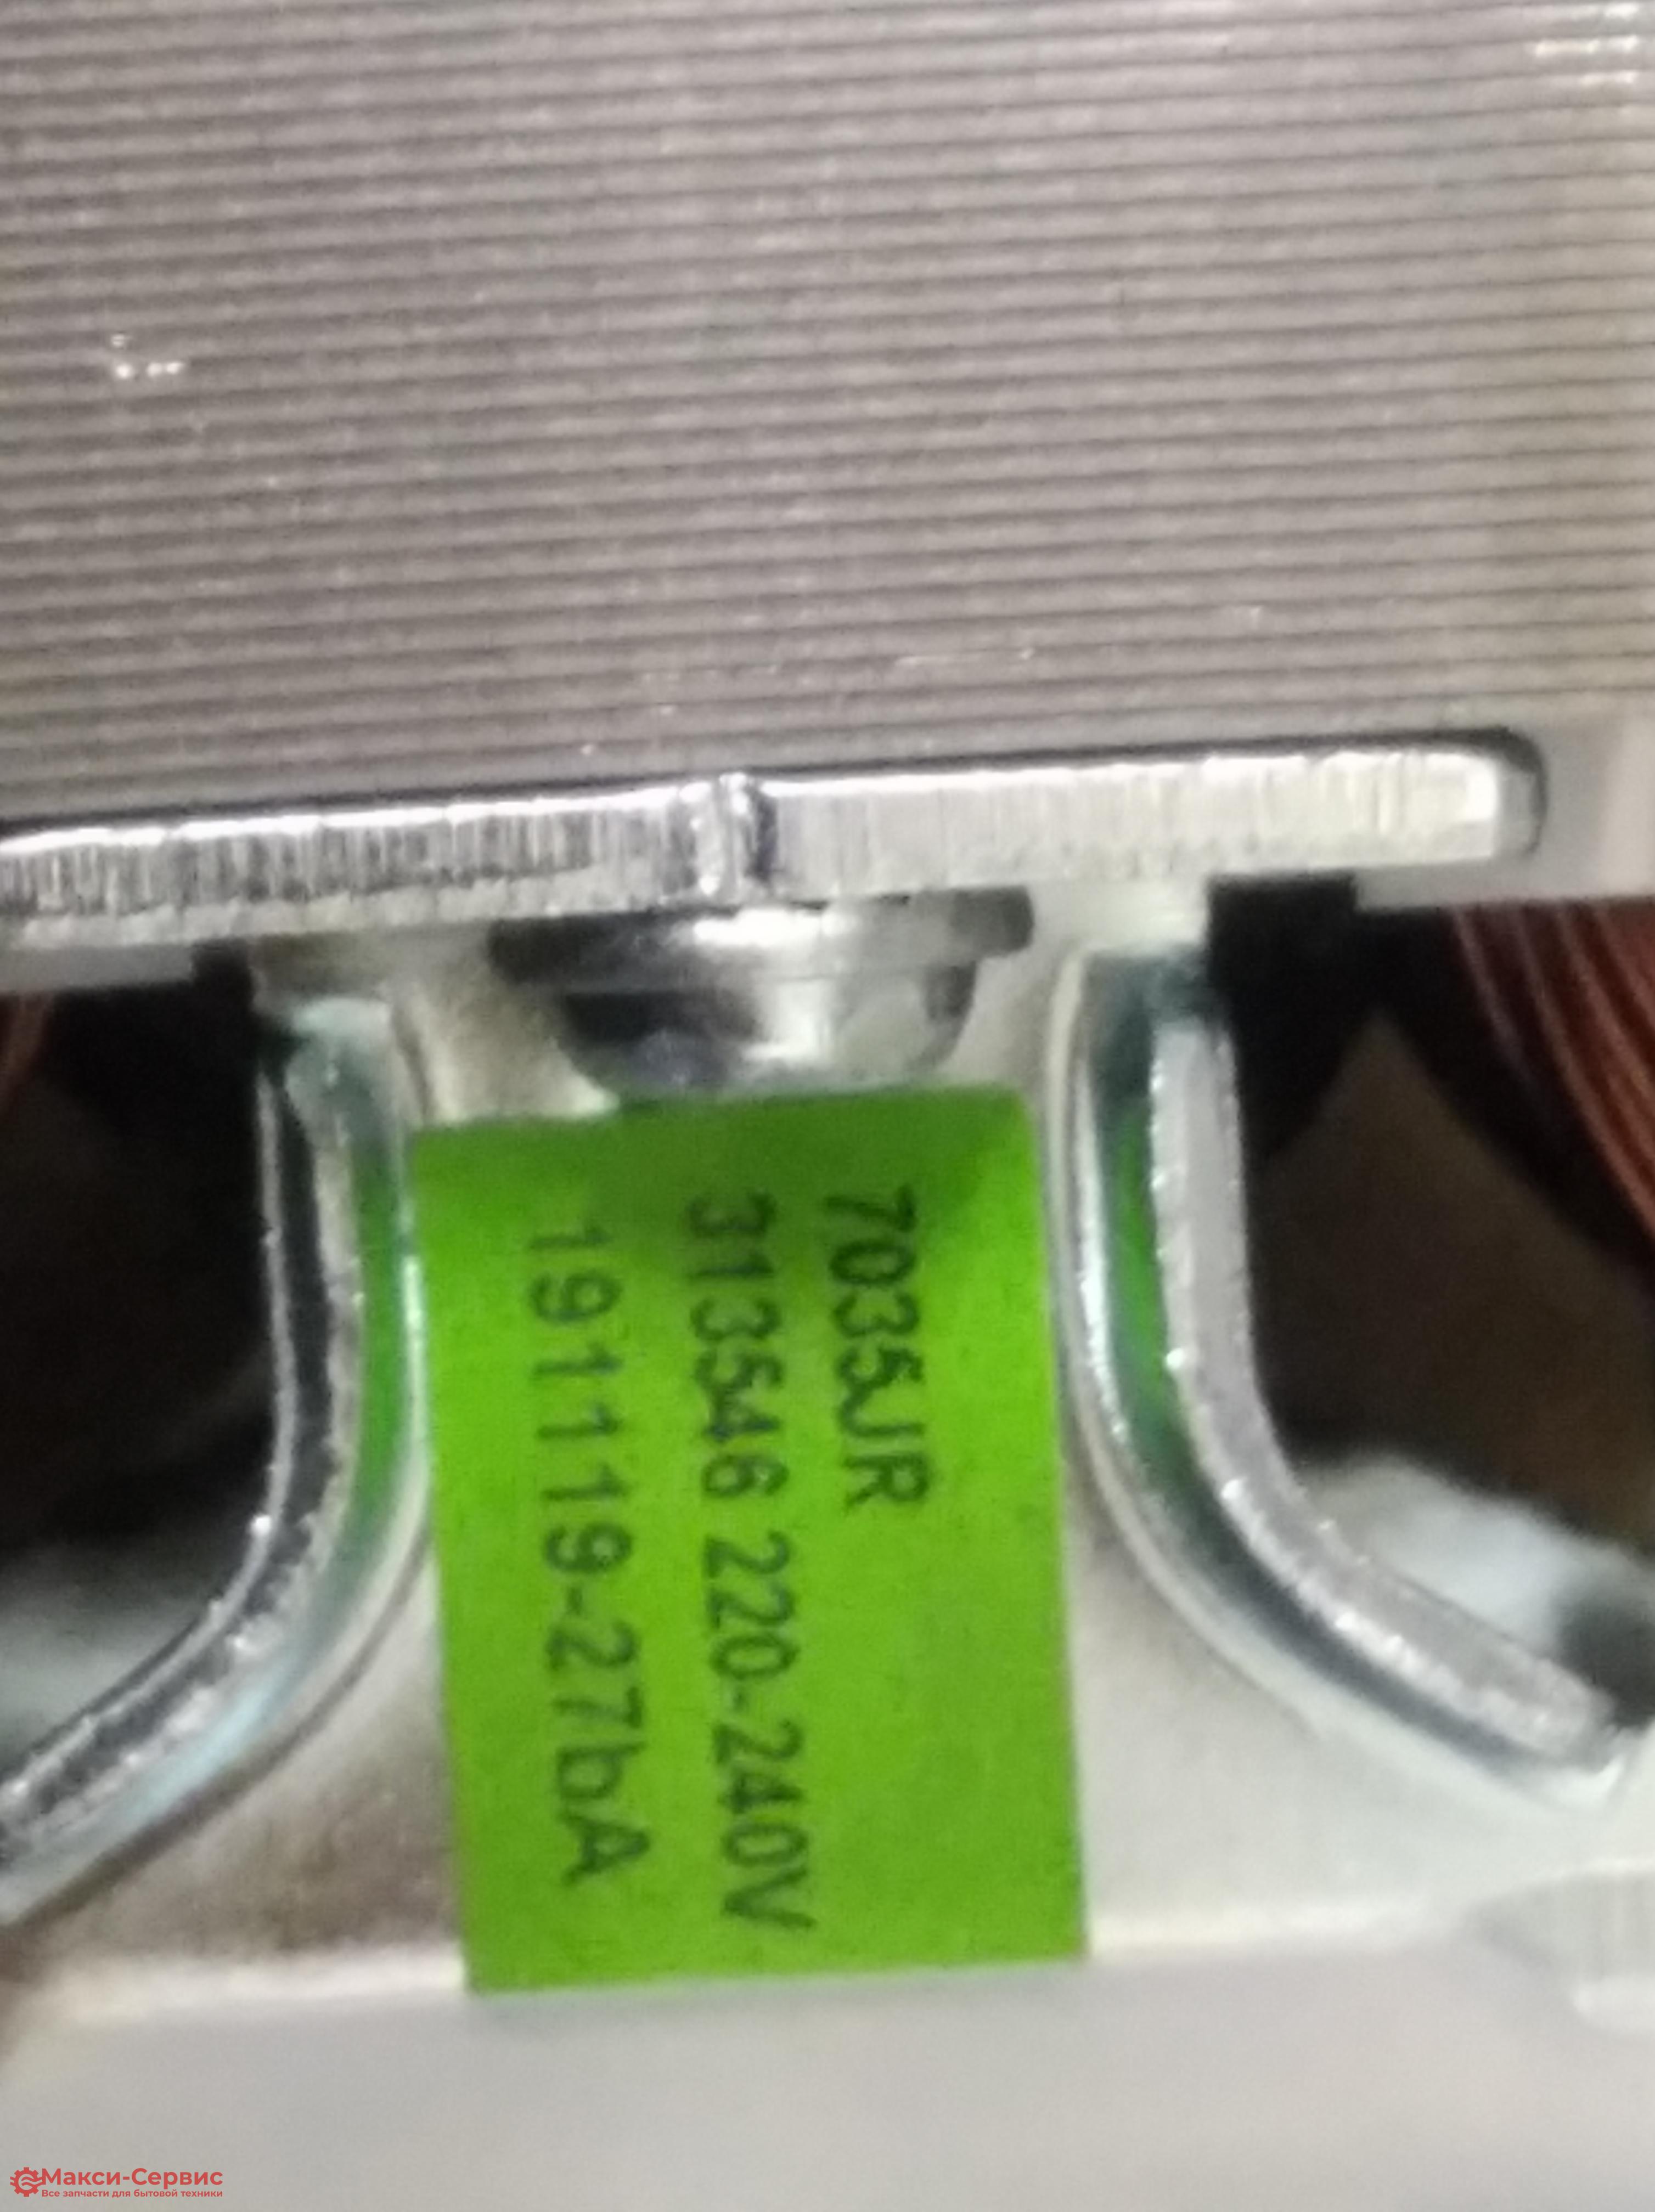 7035JR
313546 220-240V
191119-27bA
Макси-Сервис
Все запчасти для бытовой техники